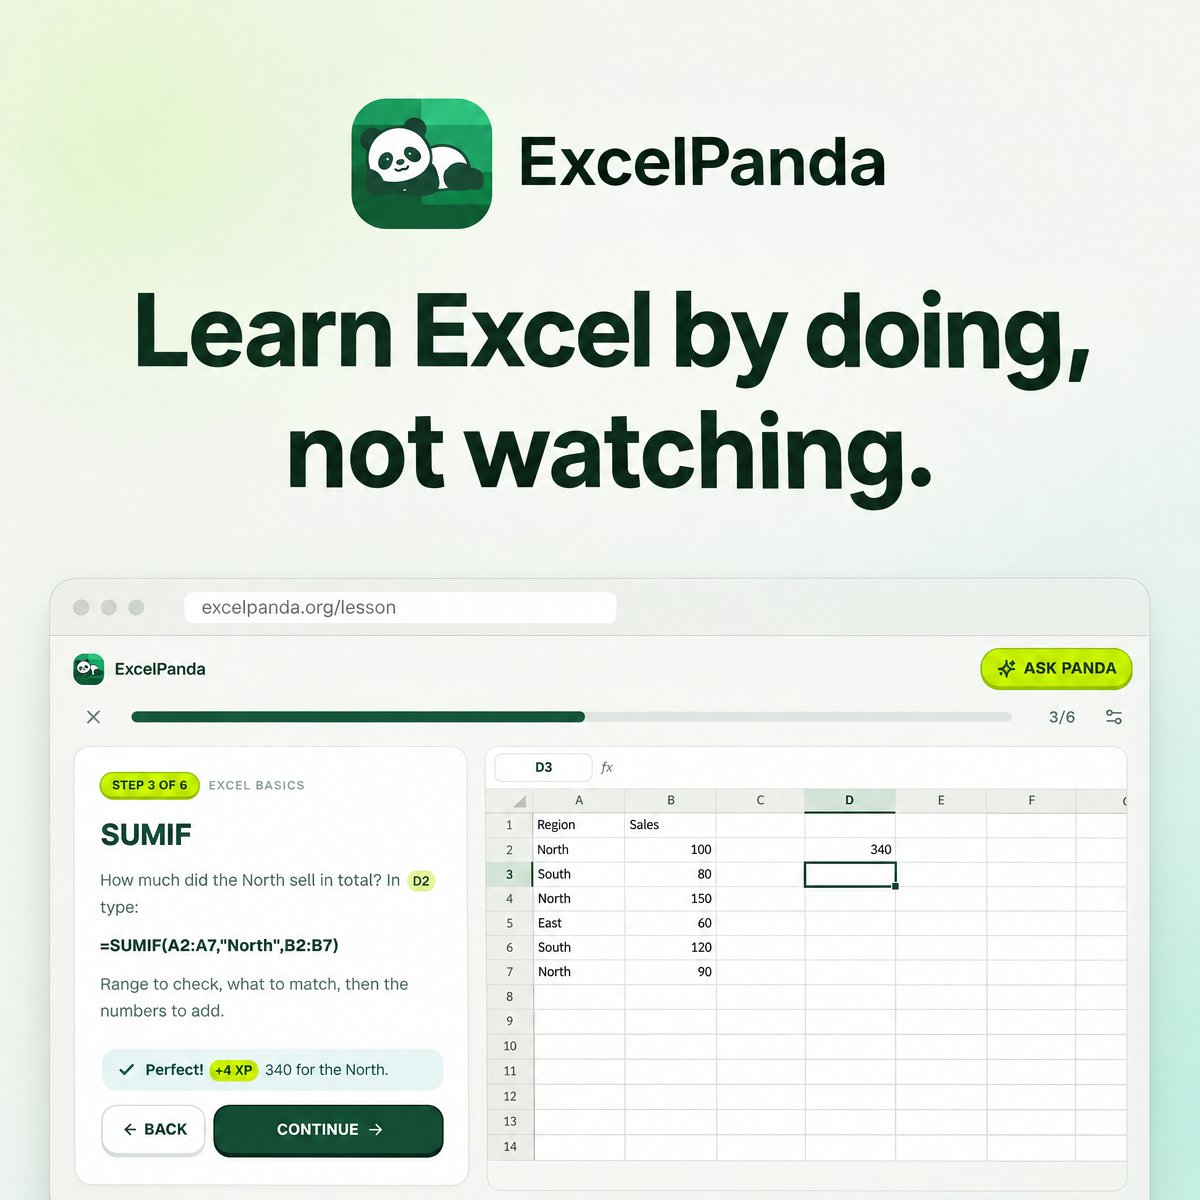 ExcelPanda
Learn Excel by doing,
not watching.
excelpanda.org/lesson
ExcelPanda
ASK PANDA
3/6
STEP 3 OF 6 EXCEL BASICS
SUMIF
How much did the North sell in total? In D2
type:
=SUMIF(A2:A7,"North",B2:B7)
Range to check, what to match, then the
numbers to add.
Perfect! +4 XP 340 for the North.
← BACK
CONTINUE →
D3 fx
A B C D E F
1 Region Sales
2 North 100 340
3 South 80
4 North 150
5 East 60
6 South 120
7 North 90
8
9
10
11
12
13
14